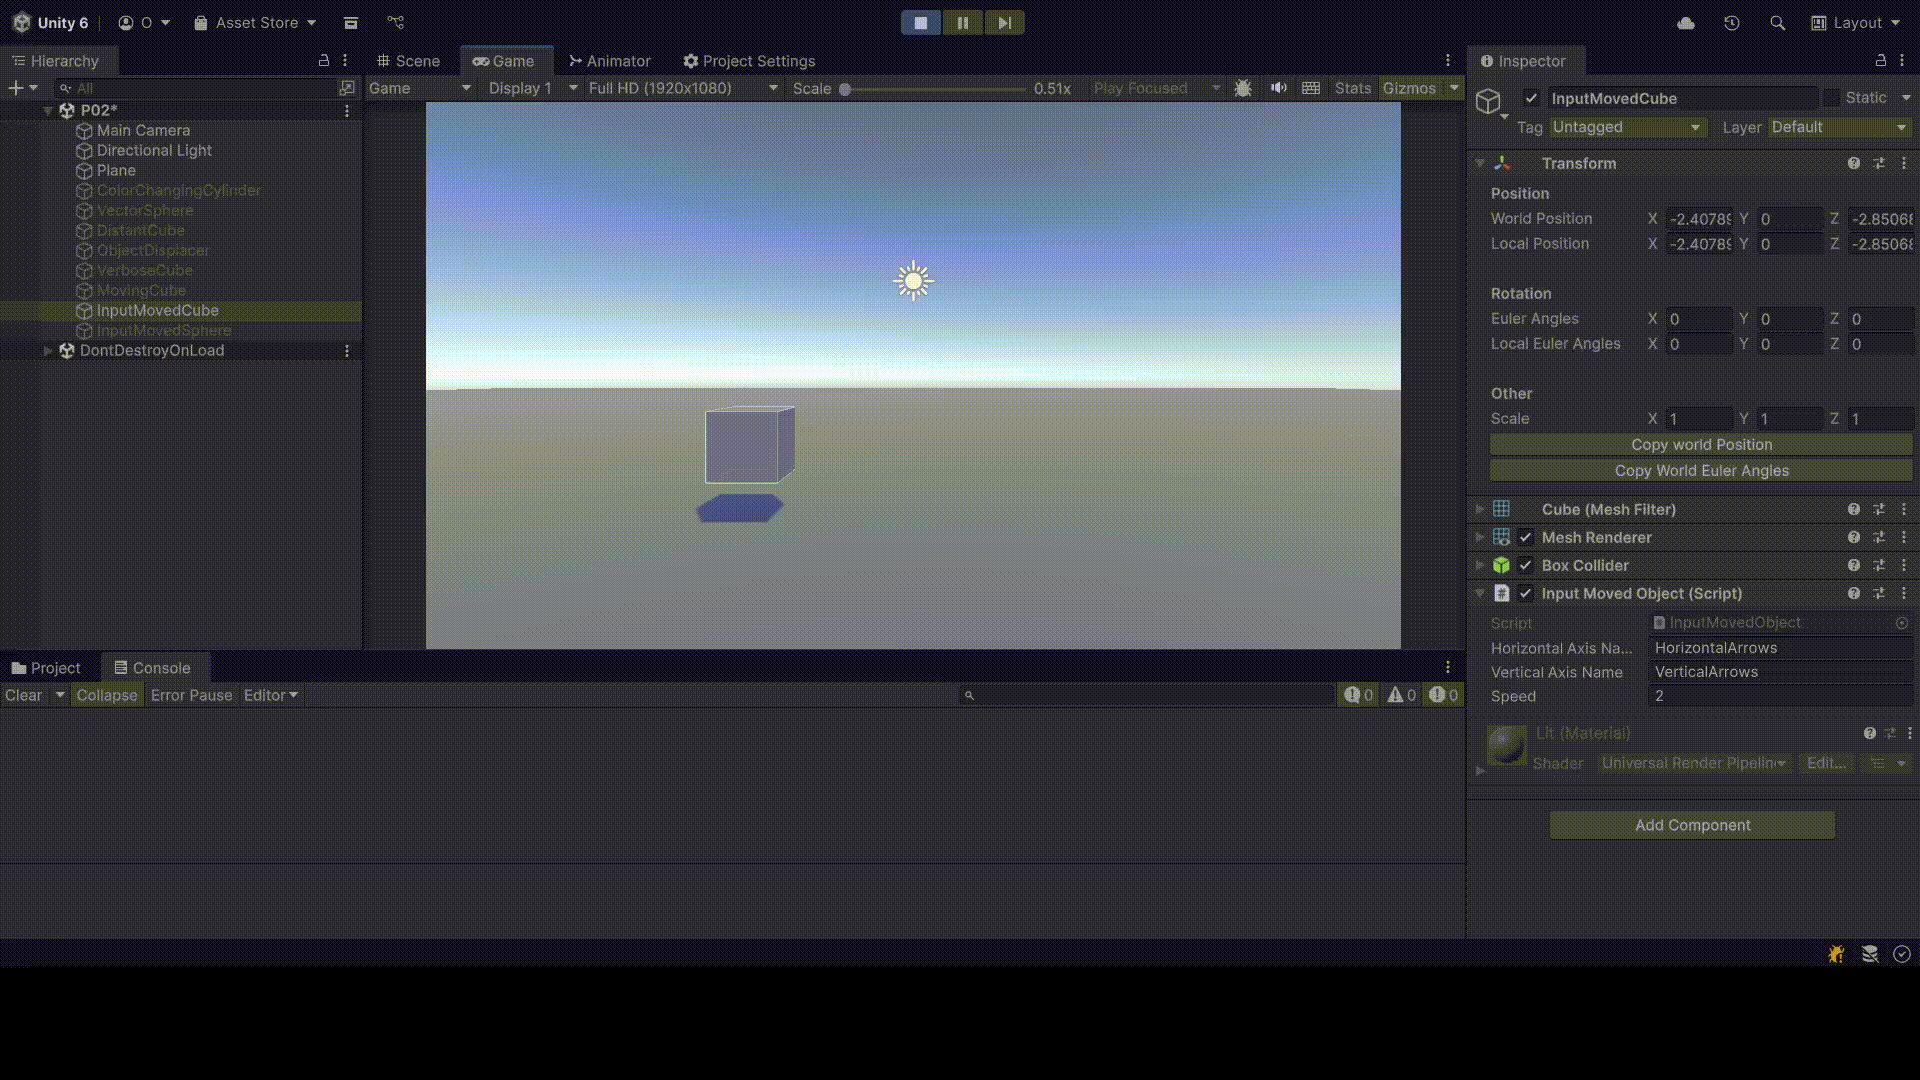 Unity 6 O Asset Store Layout
Hierarchy
All
P02*
Main Camera
Directional Light
Plane
ColorChangingCylinder
VectorSphere
DistantCube
ObjectDisplacer
VerboseCube
MovingCube
InputMovedCube
InputMovedSphere
DontDestroyOnLoad
Scene Game Animator Project Settings
Game Display 1 Full HD (1920x1080) Scale 0.51x Play Focused Stats Gizmos
Project Console
Clear Collapse Error Pause Editor 0 0 0
Inspector
InputMovedCube Static
Tag Untagged Layer Default
Transform
Position
World Position X -2.4078 Y 0 Z -2.8506
Local Position X -2.4078 Y 0 Z -2.8506
Rotation
Euler Angles X 0 Y 0 Z 0
Local Euler Angles X 0 Y 0 Z 0
Other
Scale X 1 Y 1 Z 1
Copy world Position
Copy World Euler Angles
Cube (Mesh Filter)
Mesh Renderer
Box Collider
Input Moved Object (Script)
Script InputMovedObject
Horizontal Axis Na... HorizontalArrows
Vertical Axis Name VerticalArrows
Speed 2
Lit (Material)
Shader Universal Render Pipelin Edit...
Add Component